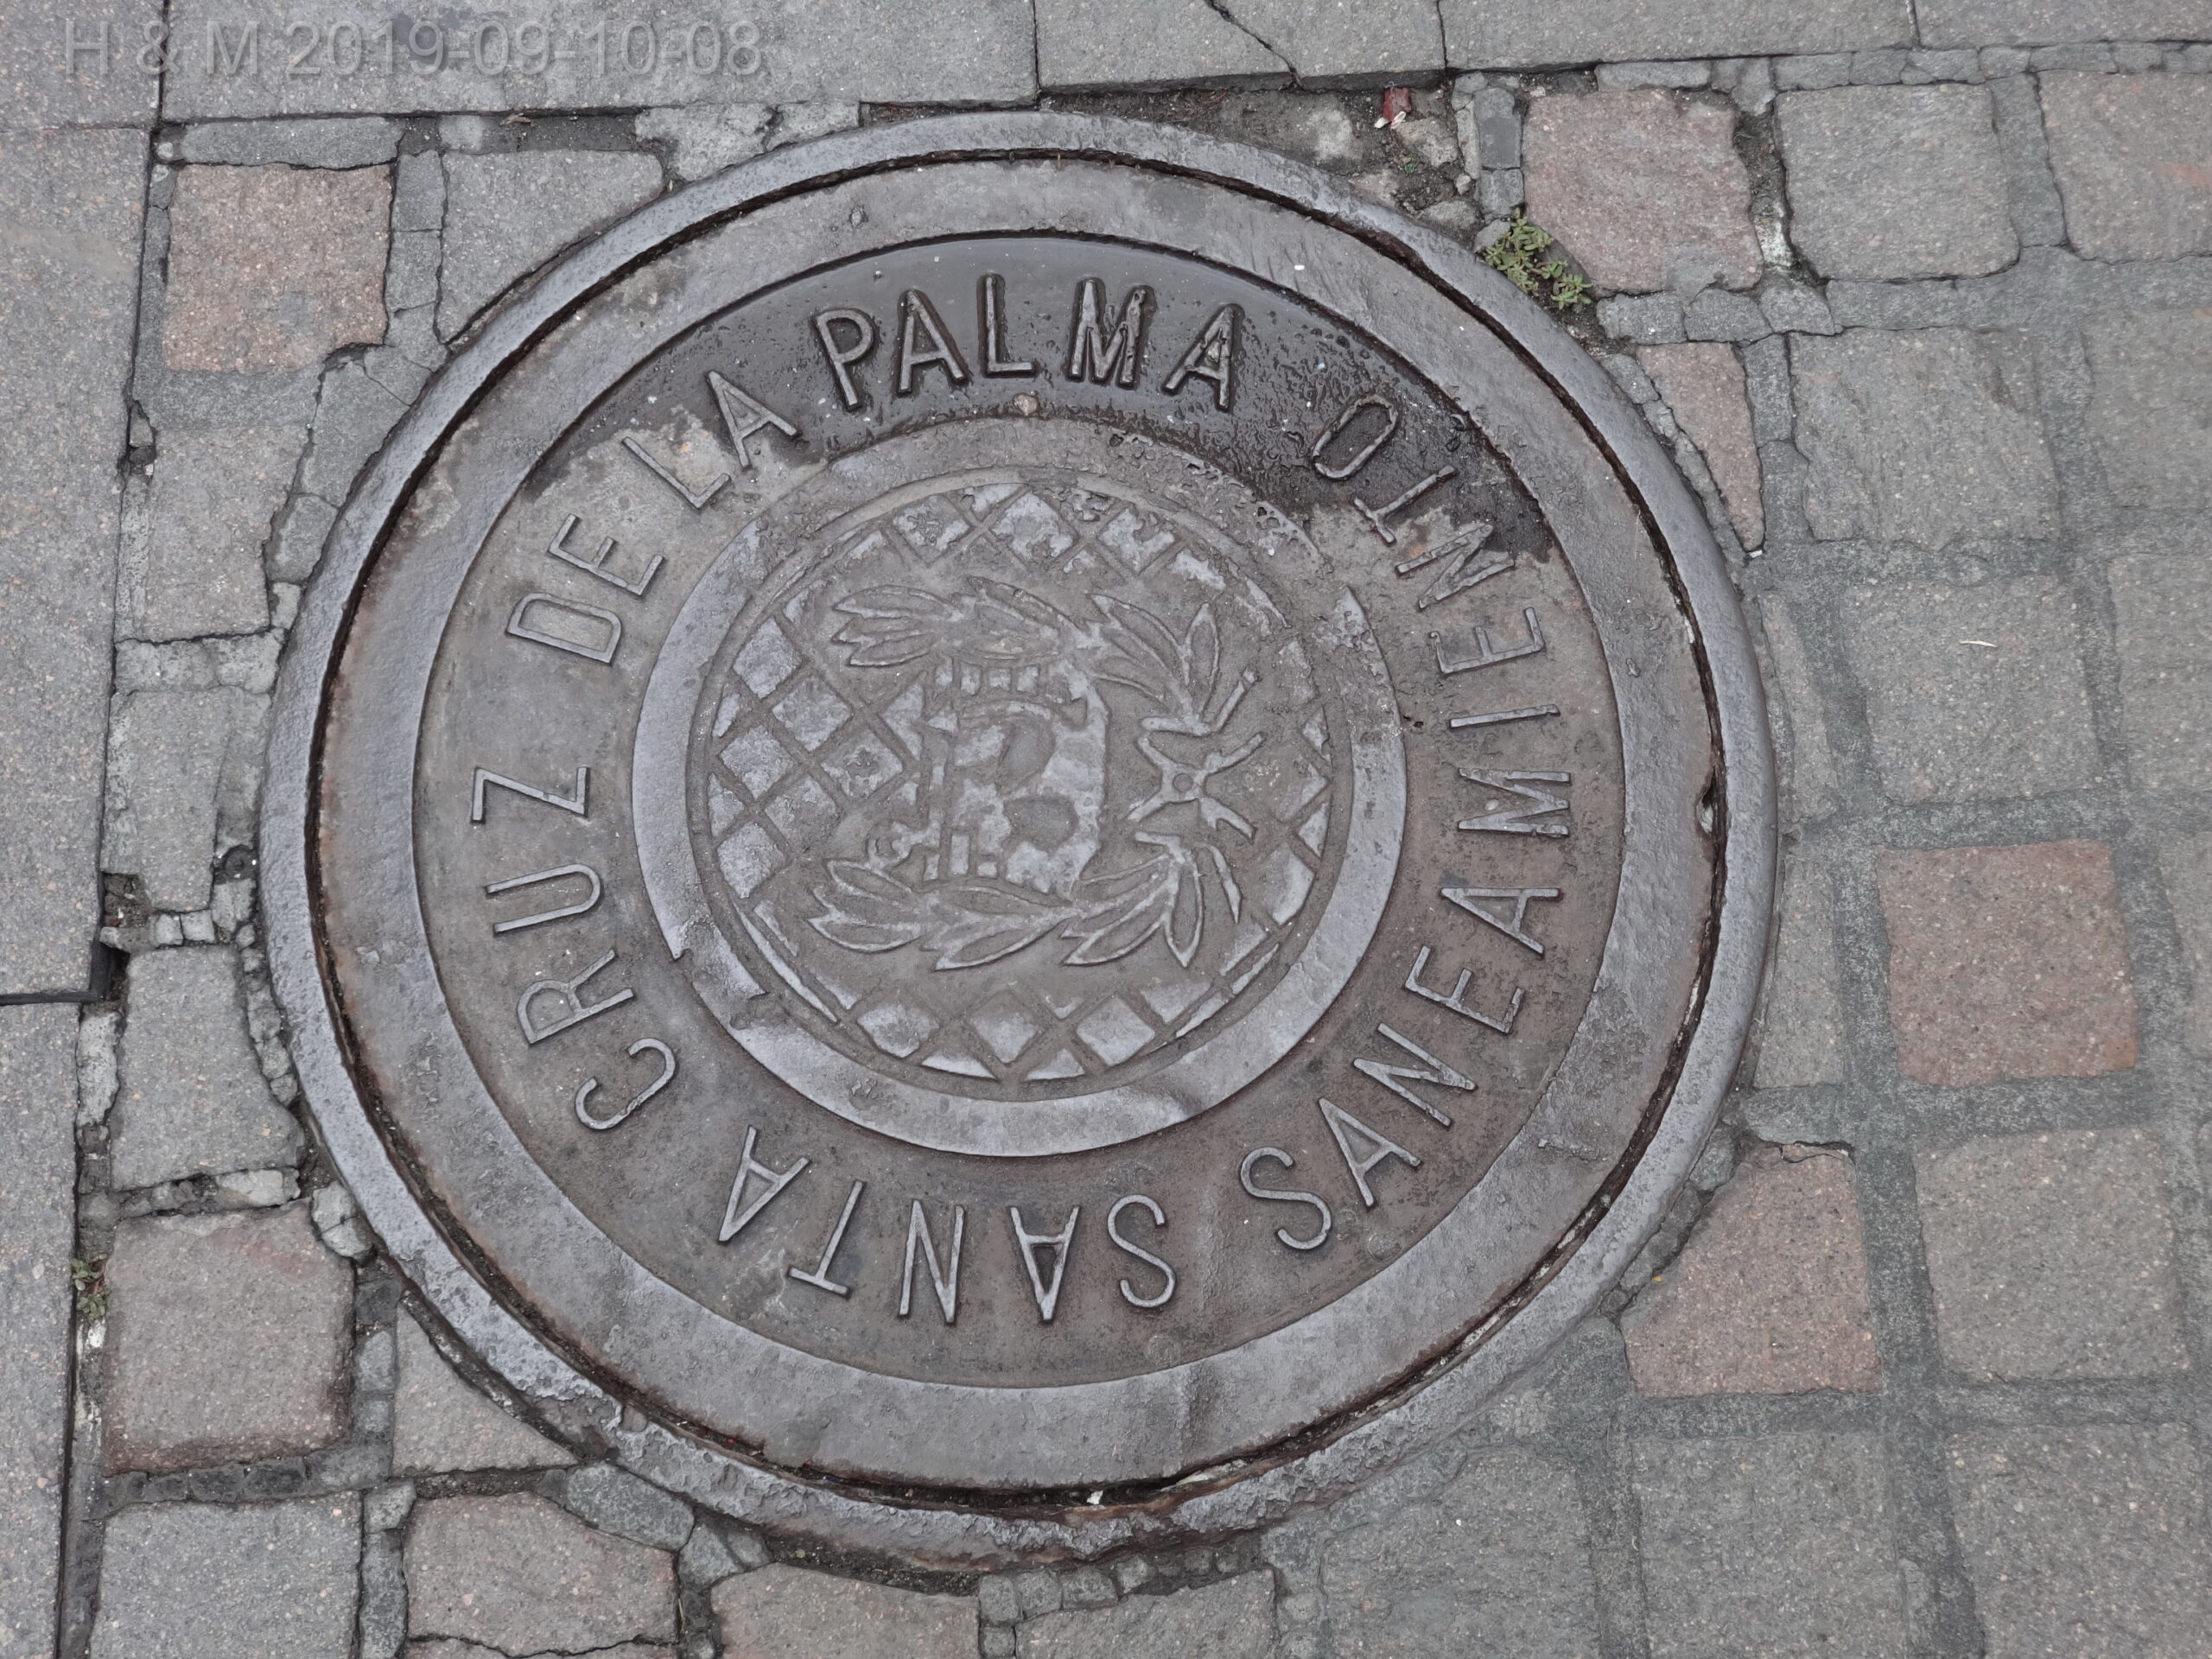 H & M 2019-09-10-08
SANTA CRUZ DE LA PALMA
SANEAMIENTO